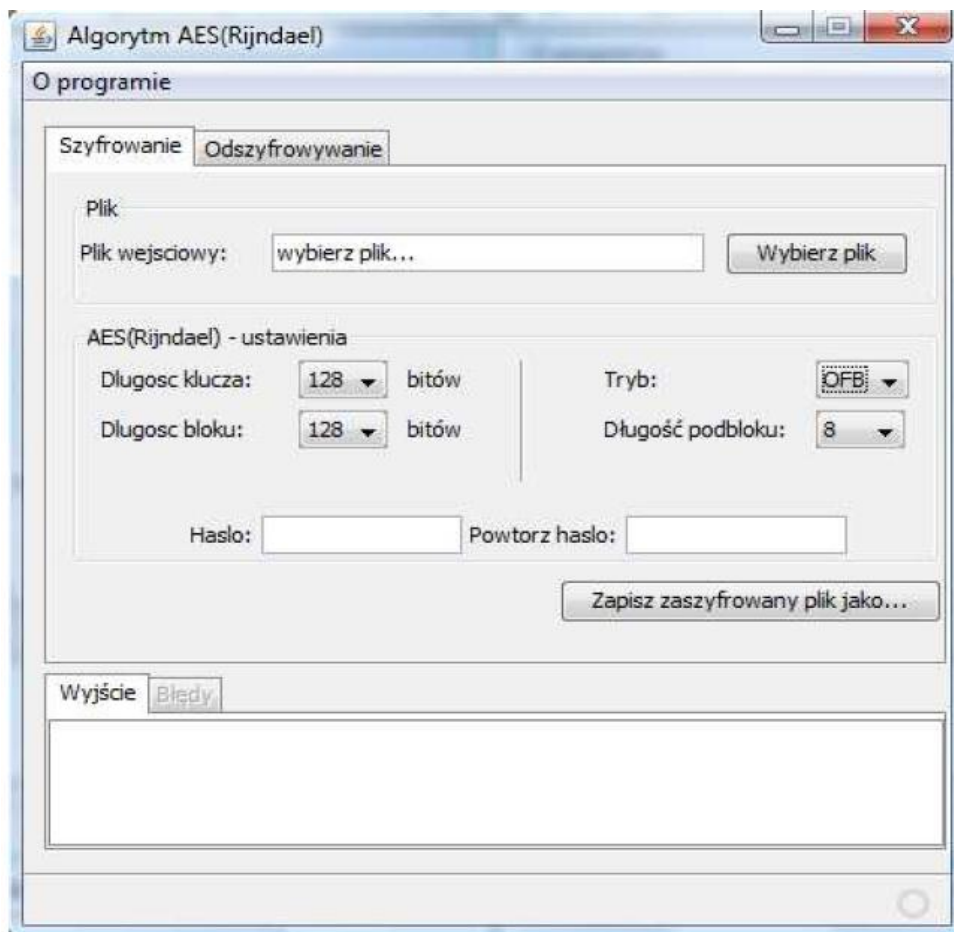 Algorytm AES(Rijndael)
O programie
Szyfrowanie Odszyfrowywanie
Plik
Plik wejsciowy: wybierz plik... Wybierz plik
AES(Rijndael) - ustawienia
Dlugosc klucza: 128 bitów Tryb: OFB
Dlugosc bloku: 128 bitów Długość podbloku: 8
Haslo: Powtorz haslo:
Zapisz zaszyfrowany plik jako...
Wyjście Błędy